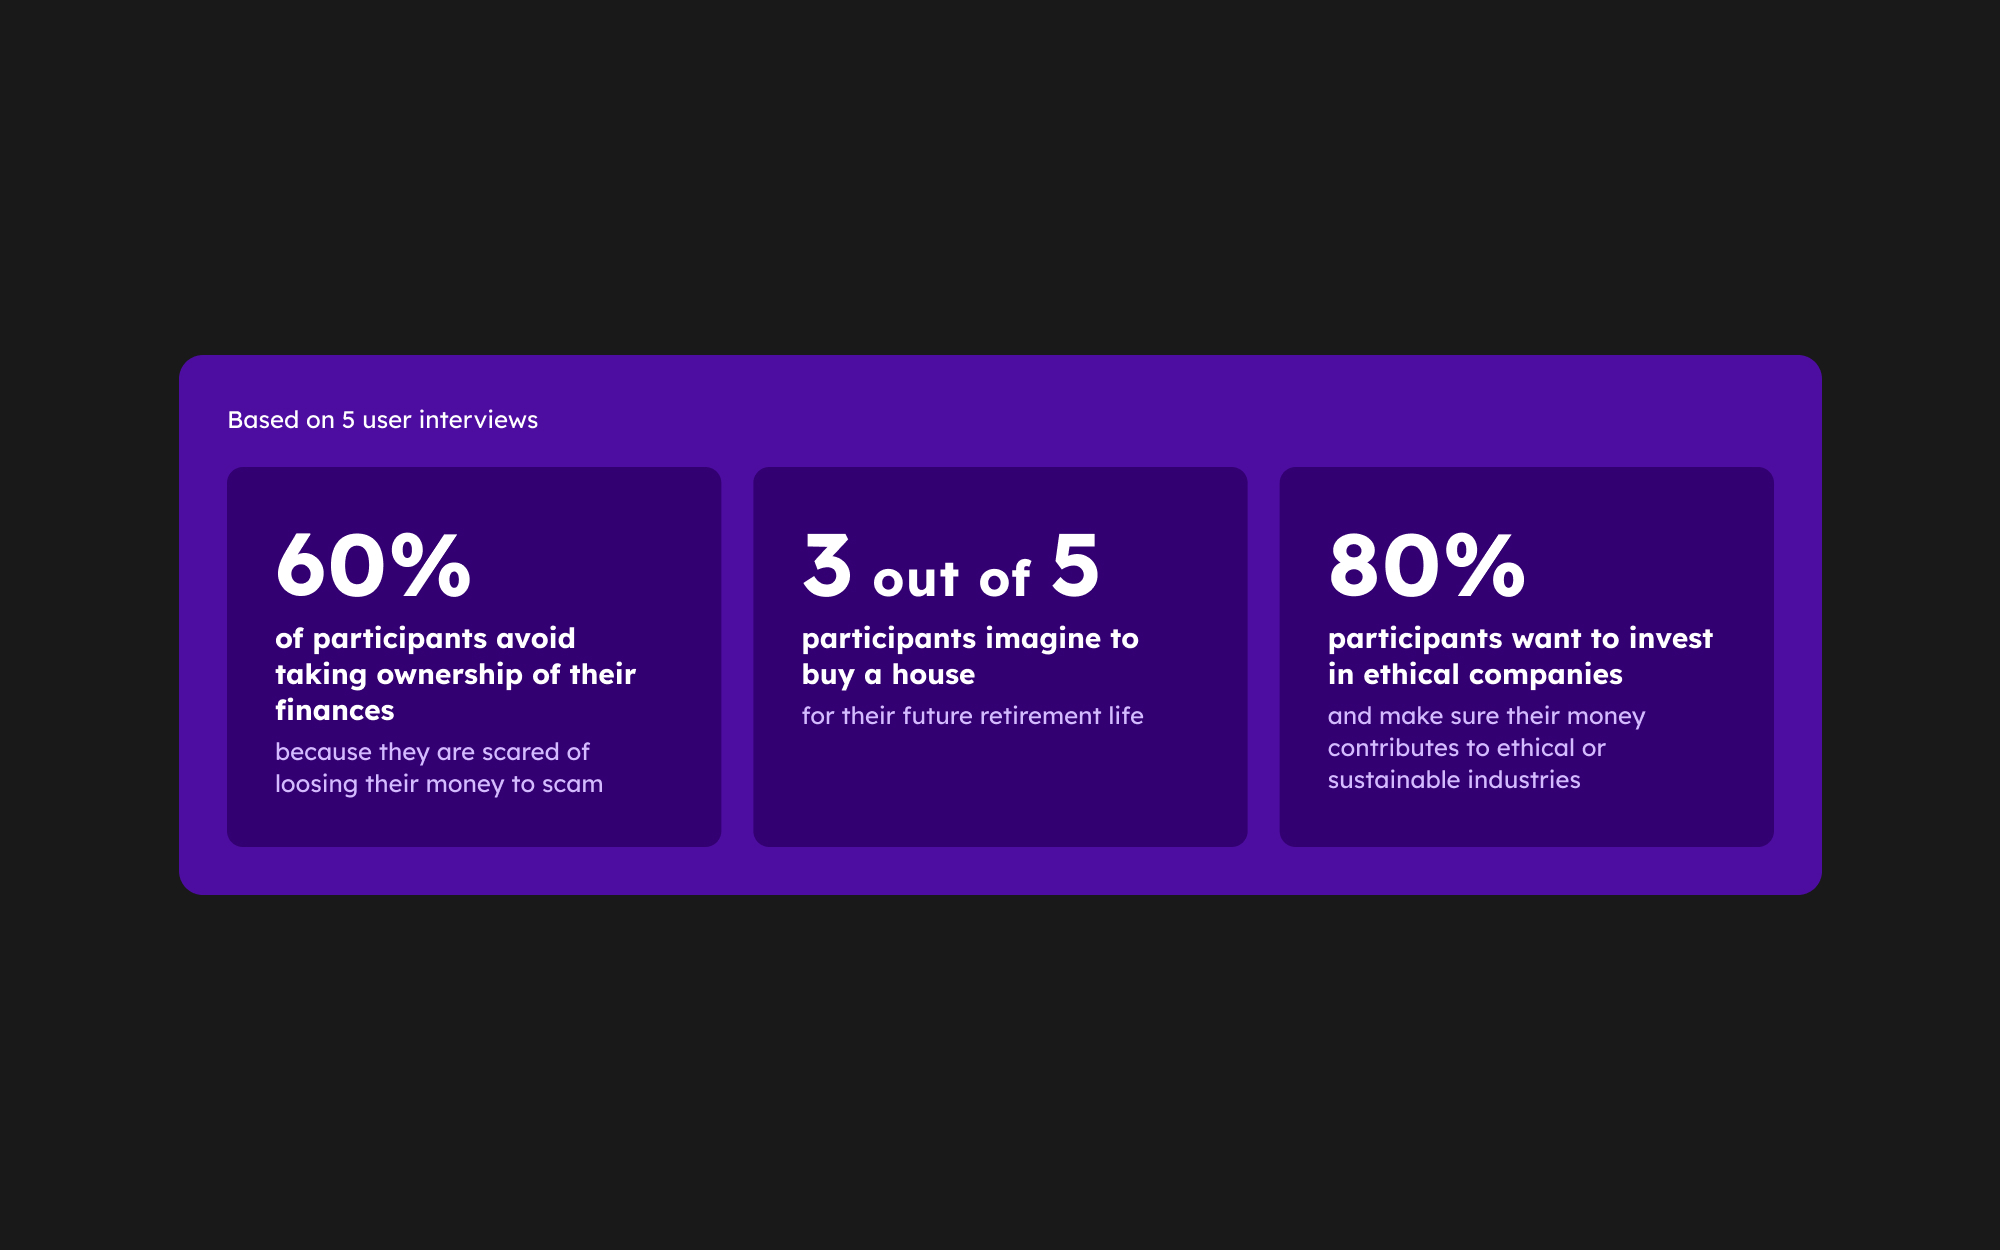 Based on 5 user interviews
60%
of participants avoid
taking ownership of their
finances
because they are scared of
loosing their money to scam
3 out of 5
participants imagine to
buy a house
for their future retirement life
80%
participants want to invest
in ethical companies
and make sure their money
contributes to ethical or
sustainable industries